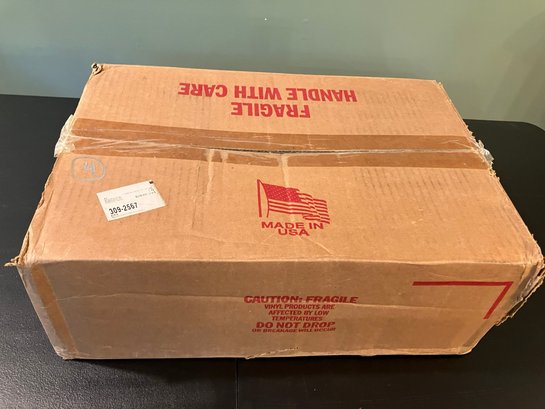 FRAGILE
HANDLE WITH CARE
309-2567
MADE IN
USA
CAUTION: FRAGILE
VINYL PRODUCTS ARE
AFFECTED BY LOW
TEMPERATURES
DO NOT DROP
OR BREAKAGE WILL OCCUR